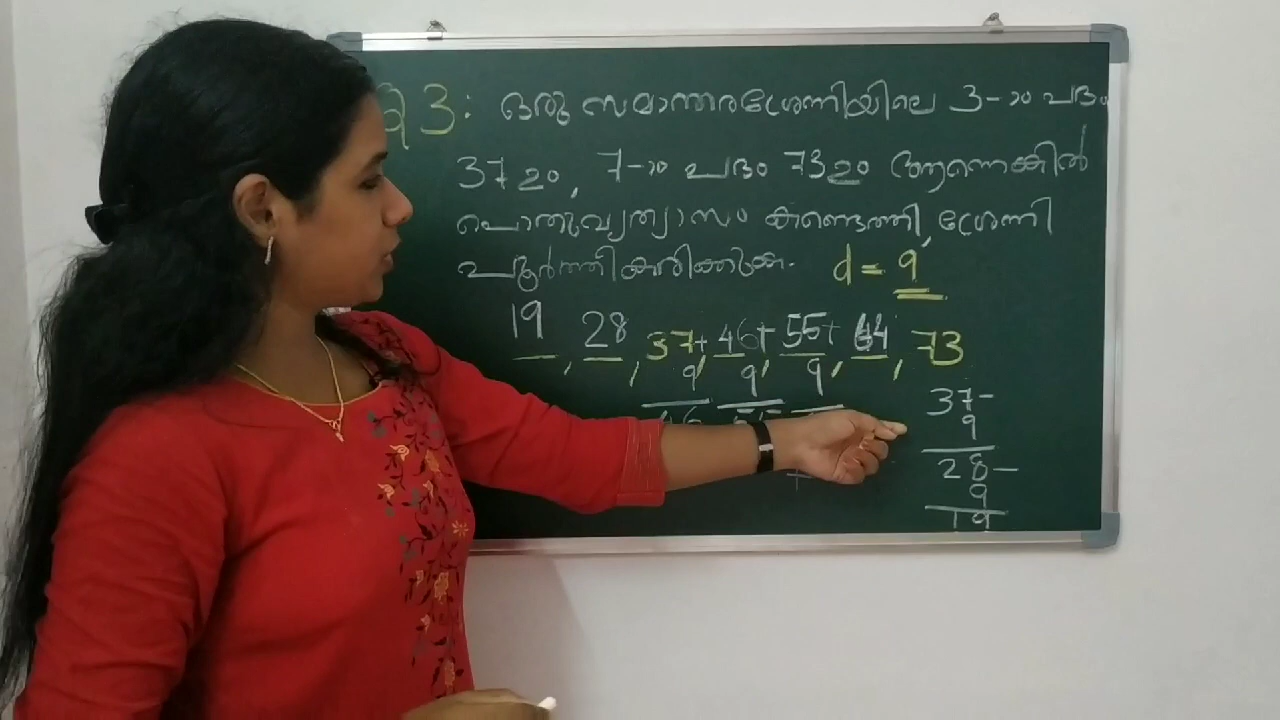 Q 3: ഒരു സമാന്തരശ്രേണിയിലെ 3-ാം പദം
37ഉം, 7-ാം പദം 73ഉം ആണെങ്കിൽ
പൊതുവ്യത്യാസം കണ്ടെത്തി, ശ്രേണി
പൂർത്തീകരിക്കുക. d = 9
19, 28, 37+, 46+, 55+, 64, 73
9 9 9
37-
9
28-
9
19